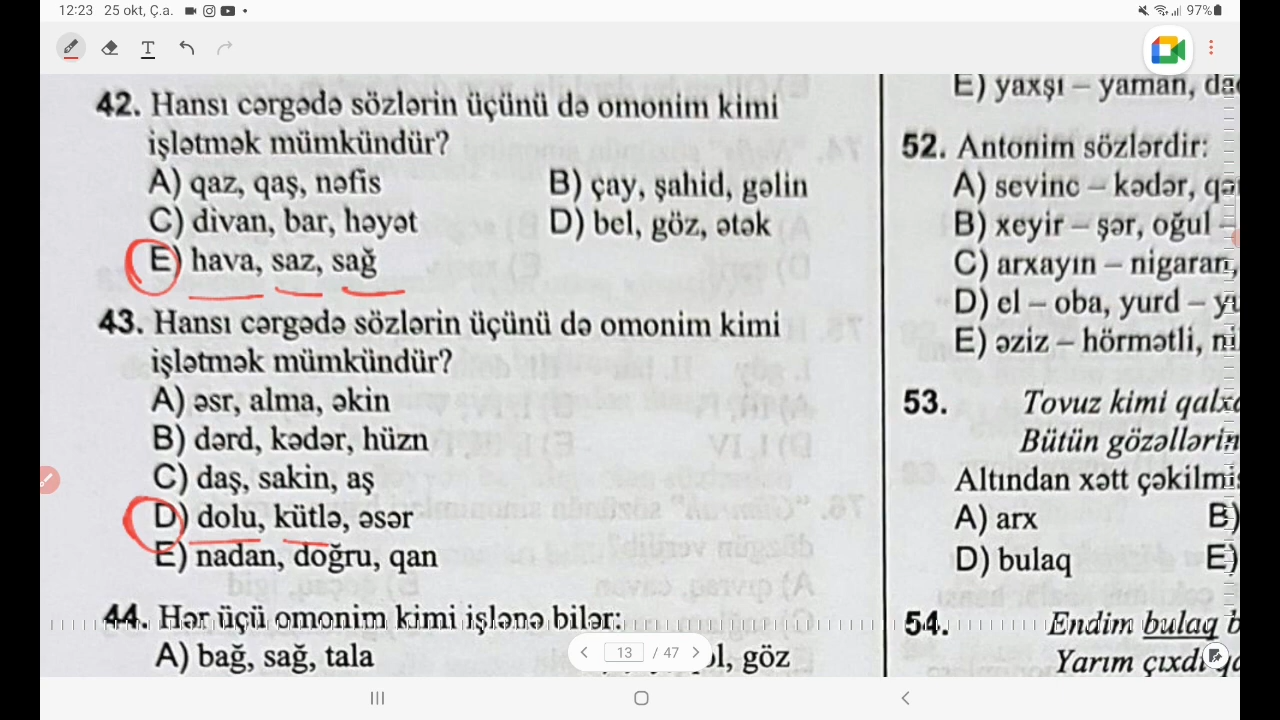 12:23 25 okt, Ç.a.
97%
T
42. Hansı cərgədə sözlərin üçünü də omonim kimi
işlətmək mümkündür?
A) qaz, qaş, nəfis
B) çay, şahid, gəlin
C) divan, bar, həyət
D) bel, göz, ətək
E) hava, saz, sağ
43. Hansı cərgədə sözlərin üçünü də omonim kimi
işlətmək mümkündür?
A) əsr, alma, əkin
B) dərd, kədər, hüzn
C) daş, sakin, aş
D) dolu, kütlə, əsər
E) nadan, doğru, qan
44. Hər üçü omonim kimi işlənə bilər:
A) bağ, sağ, tala
göz
13 / 47
E) yaxşı – yaman,
52. Antonim sözlərdir:
A) sevinc – kədər,
B) xeyir – şər, oğul –
C) arxayın – nigaran,
D) el – oba, yurd –
E) əziz – hörmətli,
53. Tovuz kimi
Bütün
Altından xətt
A) arx
B)
D) bulaq
E)
54. Endim bulaq
Yarım çıxdı